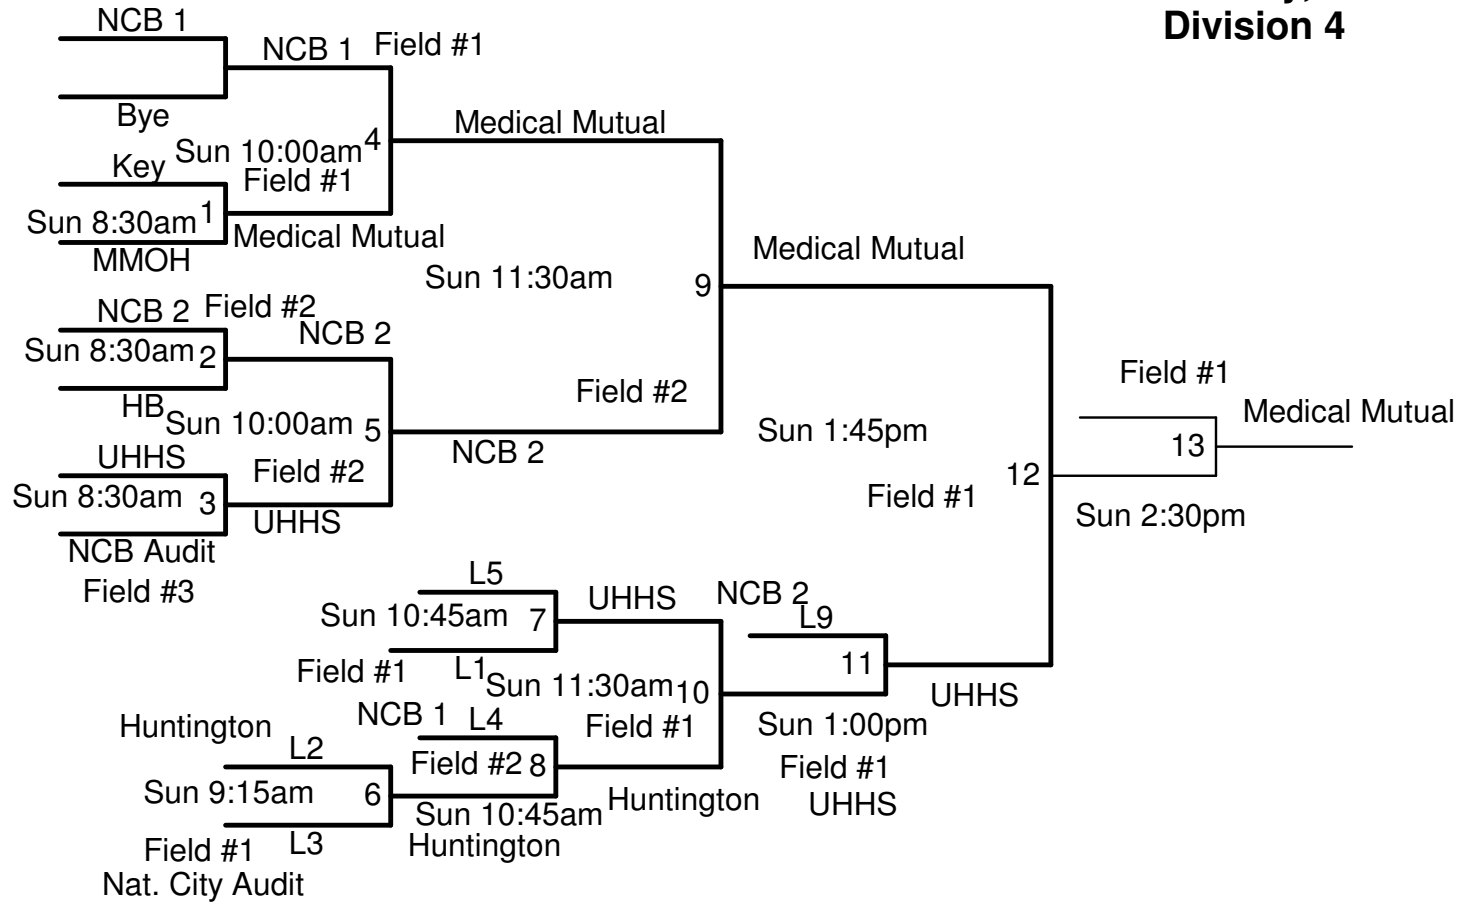 Division 4
NCB 1
NCB 1
Field #1
Bye
Medical Mutual
Sun 10:00am
4
Key
Field #1
Sun 8:30am
1
Medical Mutual
MMOH
Sun 11:30am
9
Medical Mutual
NCB 2
Field #2
NCB 2
Sun 8:30am
2
HB
Sun 10:00am
5
Field #2
NCB 2
UHHS
Field #2
Sun 8:30am
3
UHHS
NCB Audit
Field #3
Sun 1:45pm
12
Field #1
Field #1
Medical Mutual
13
Sun 2:30pm
L5
Sun 10:45am
7
UHHS
NCB 2
L9
Field #1
L1
Sun 11:30am
10
11
UHHS
NCB 1
L4
Field #1
Sun 1:00pm
Huntington
L2
Field #2
8
Field #1
Sun 9:15am
6
Sun 10:45am
Huntington
UHHS
Field #1
L3
Huntington
Nat. City Audit